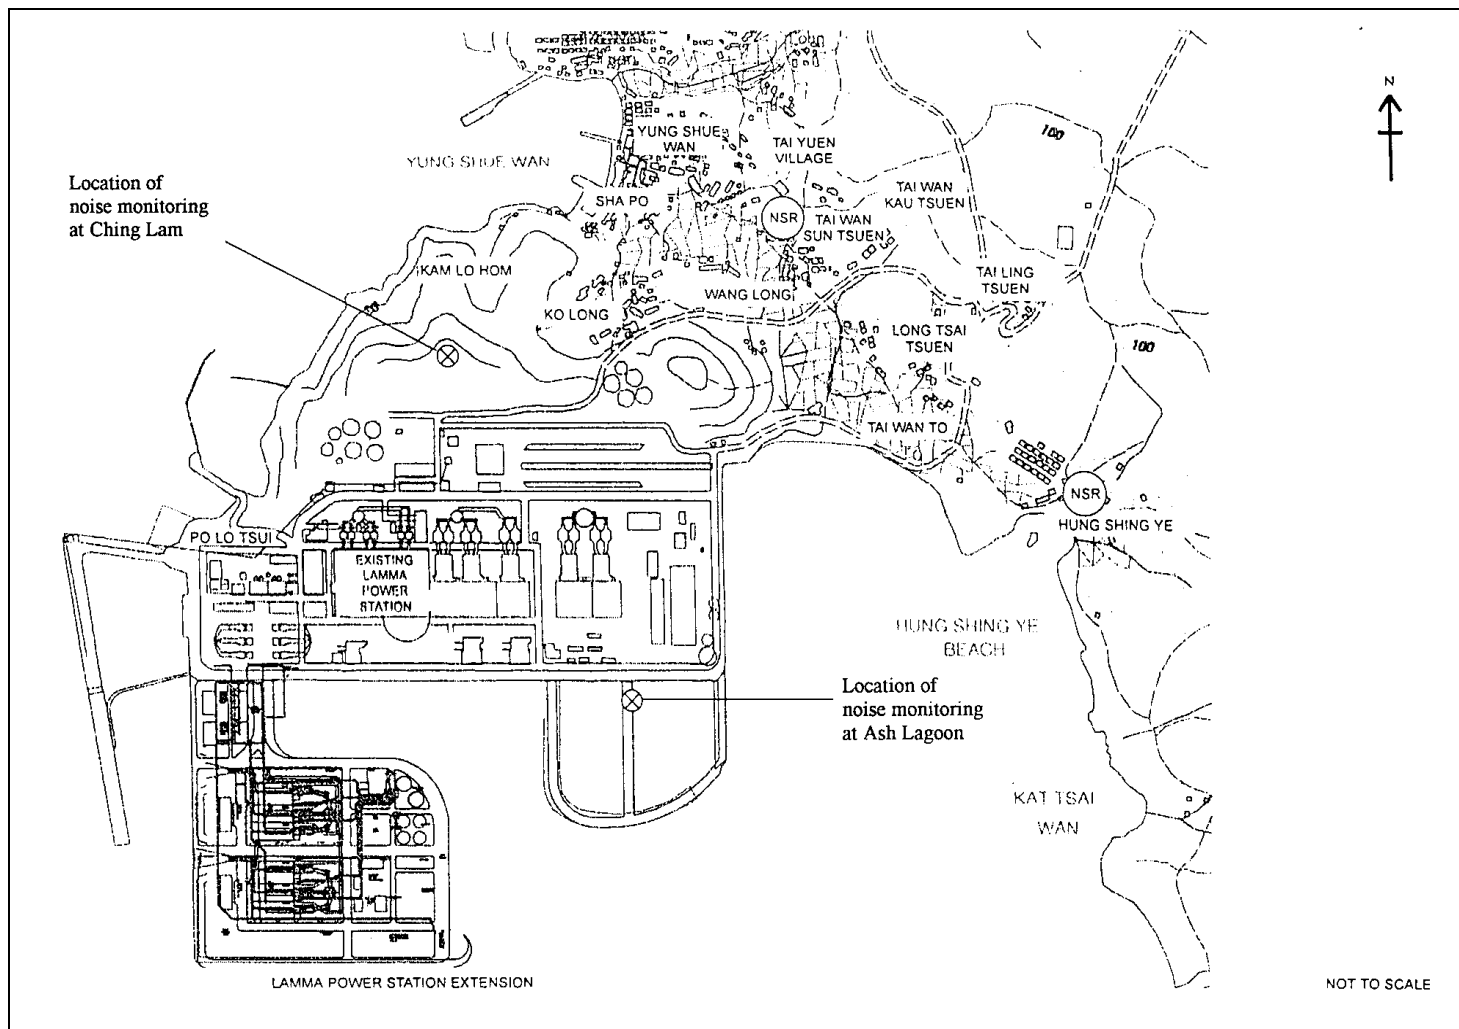 N
100
YUNG SHUE
WAN
TAI YUEN
VILLAGE
YUNG SHUE WAN
Location of
noise monitoring
at Ching Lam
TAI WAN
KAU TSUEN
SHA PO
NSR
TAI WAN
SUN TSUEN
KAM LO HOM
TAI LING
TSUEN
WANG LONG
KO LONG
LONG TSAI
TSUEN
100
TAI WAN TO
NSR
HUNG SHING YE
PO LO TSUI
EXISTING
LAMMA
POWER
STATION
HUNG SHING YE
BEACH
Location of
noise monitoring
at Ash Lagoon
KAT TSAI
WAN
LAMMA POWER STATION EXTENSION
NOT TO SCALE